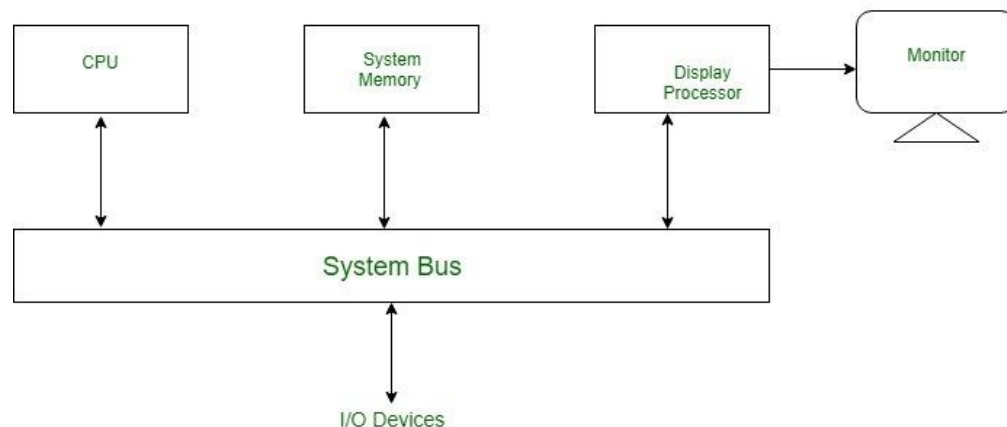 CPU
System
Memory
Display
Processor
Monitor
System Bus
I/O Devices